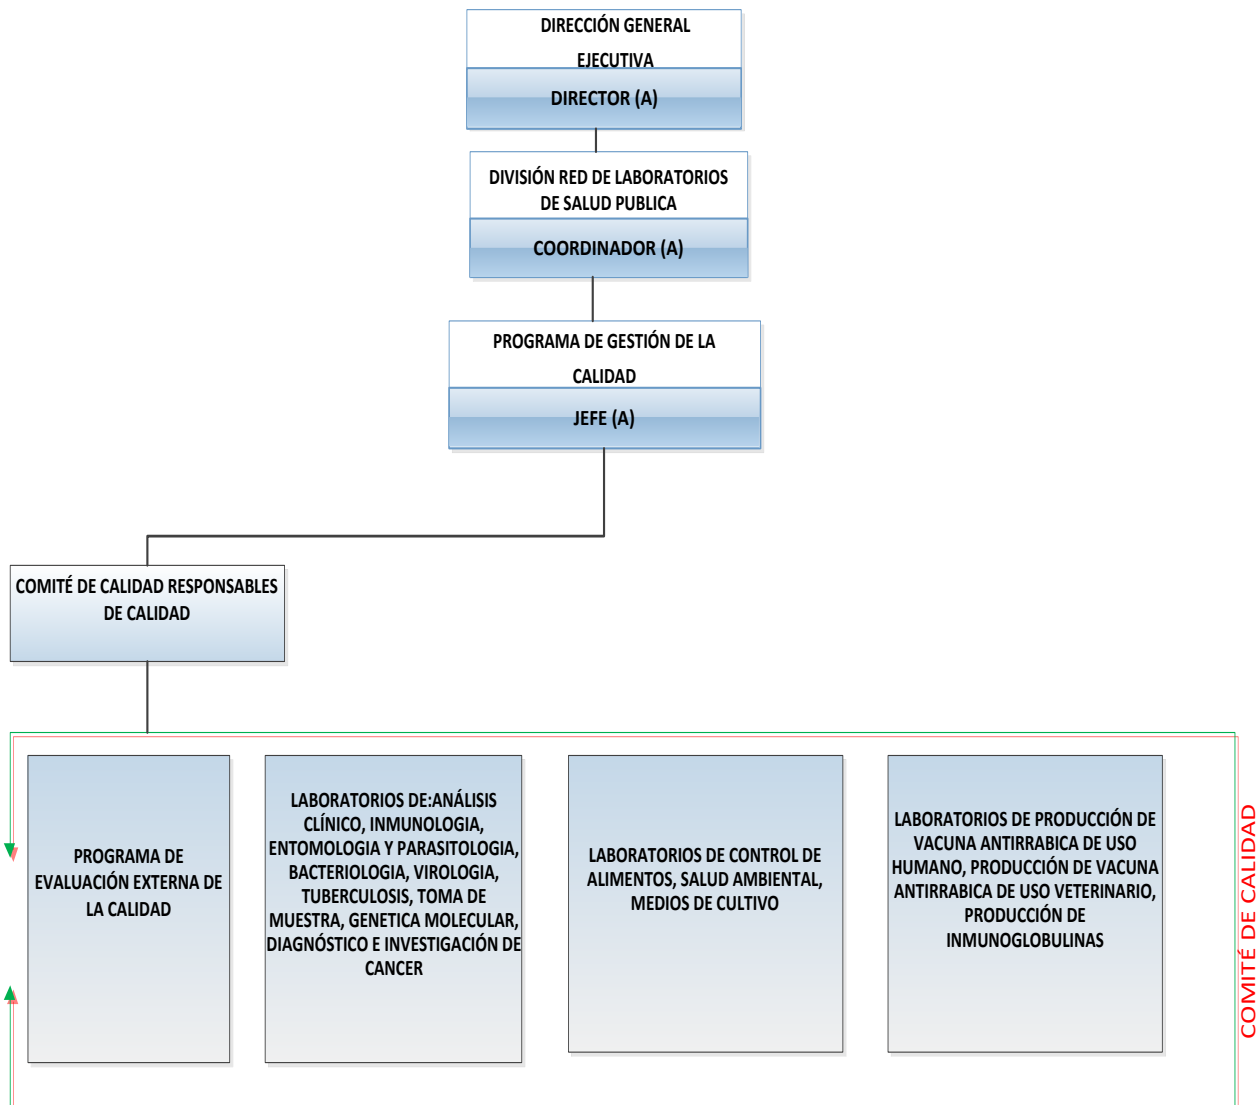 DIRECCIÓN GENERAL
EJECUTIVA
DIRECTOR (A)
DIVISIÓN RED DE LABORATORIOS
DE SALUD PUBLICA
COORDINADOR (A)
PROGRAMA DE GESTIÓN DE LA
CALIDAD
JEFE (A)
COMITÉ DE CALIDAD RESPONSABLES
DE CALIDAD
PROGRAMA DE
EVALUACIÓN EXTERNA DE
LA CALIDAD
LABORATORIOS DE:ANÁLISIS
CLÍNICO, INMUNOLOGIA,
ENTOMOLOGIA Y PARASITOLOGIA,
BACTERIOLOGIA, VIROLOGIA,
TUBERCULOSIS, TOMA DE
MUESTRA, GENETICA MOLECULAR,
DIAGNÓSTICO E INVESTIGACIÓN DE
CANCER
LABORATORIOS DE CONTROL DE
ALIMENTOS, SALUD AMBIENTAL,
MEDIOS DE CULTIVO
LABORATORIOS DE PRODUCCIÓN DE
VACUNA ANTIRRABICA DE USO
HUMANO, PRODUCCIÓN DE VACUNA
ANTIRRABICA DE USO VETERINARIO,
PRODUCCIÓN DE
INMUNOGLOBULINAS
COMITÉ DE CALIDAD